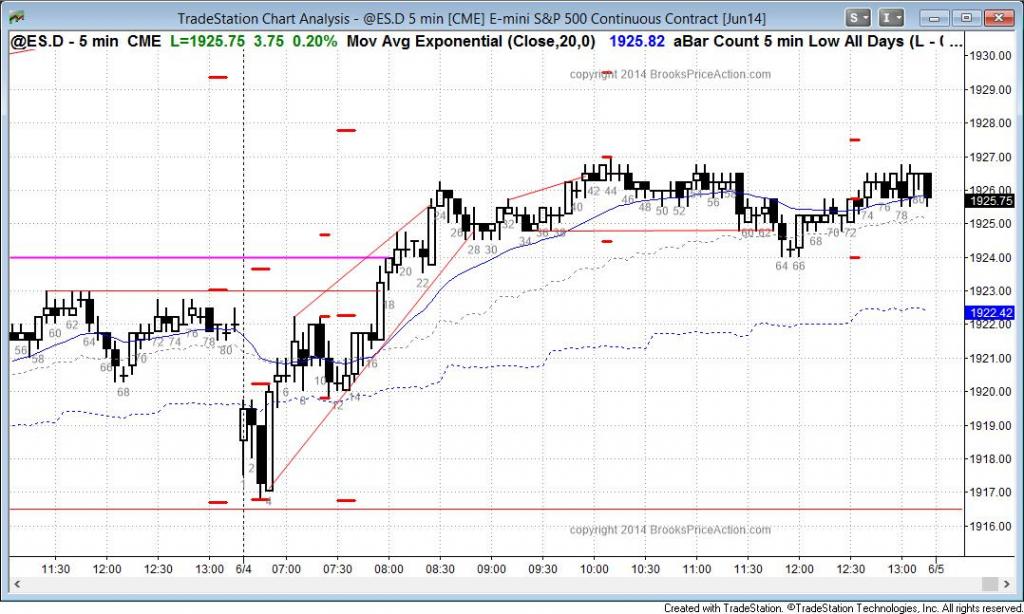 TradeStation Chart Analysis - @ES.D 5 min [CME] E-mini S&P 500 Continuous Contract [Jun14]
S I
@ES.D - 5 min CME L=1925.75 3.75 0.20% Mov Avg Exponential (Close,20,0) 1925.82 aBar Count 5 min Low All Days (L - ( ...
1930.00
copyright 2014 BrooksPriceAction.com
1929.00
1928.00
1927.00
1926.00
1925.75
1925.00
1924.00
1923.00
1922.42
1922.00
1921.00
1920.00
1919.00
1918.00
1917.00
1916.00
56 58 60 62 64 66 68 70 72 74 76 78 80
2 4 6 8 10 12 14 16 18 20 22 24 26 28 30 32 34 36 38 40 42 44 46 48 50 52 54 56 58 60 62 64 66 68 70 72 74 76 78 80
copyright 2014 BrooksPriceAction.com
11:30 12:00 12:30 13:00 6/4 07:00 07:30 08:00 08:30 09:00 09:30 10:00 10:30 11:00 11:30 12:00 12:30 13:00 6/5
Created with TradeStation. ©TradeStation Technologies, Inc. All rights reserved.